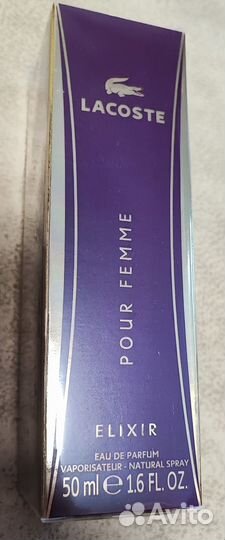 LACOSTE
POUR FEMME
ELIXIR
EAU DE PARFUM
VAPORISATEUR - NATURAL SPRAY
50 ml e 1.6 FL. OZ.
Avito